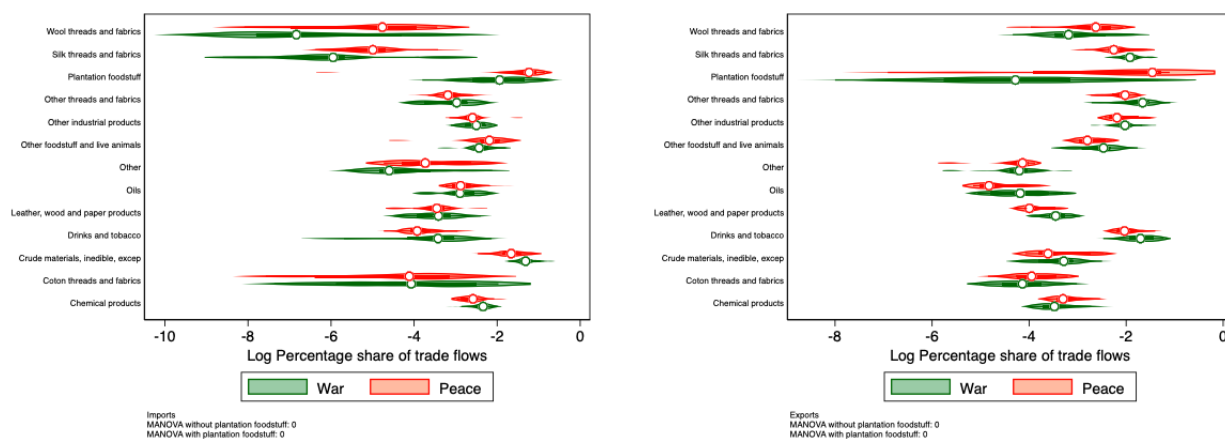 Wool threads and fabrics
Silk threads and fabrics
Plantation foodstuff
Other threads and fabrics
Other industrial products
Other foodstuff and live animals
Other
Oils
Leather, wood and paper products
Drinks and tobacco
Crude materials, inedible, excep
Coton threads and fabrics
Chemical products
-10 -8 -6 -4 -2 0
Log Percentage share of trade flows
War Peace
Imports
MANOVA without plantation foodstuff: 0
MANOVA with plantation foodstuff: 0
Wool threads and fabrics
Silk threads and fabrics
Plantation foodstuff
Other threads and fabrics
Other industrial products
Other foodstuff and live animals
Other
Oils
Leather, wood and paper products
Drinks and tobacco
Crude materials, inedible, excep
Coton threads and fabrics
Chemical products
-8 -6 -4 -2 0
Log Percentage share of trade flows
War Peace
Exports
MANOVA without plantation foodstuff: 0
MANOVA with plantation foodstuff: 0